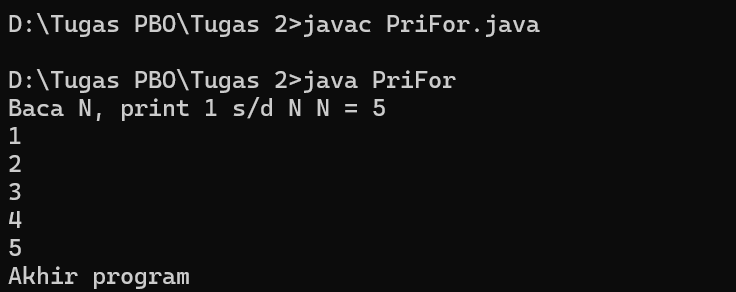 D:\Tugas PBO\Tugas 2>javac PriFor.java
D:\Tugas PBO\Tugas 2>java PriFor
Baca N, print 1 s/d N N = 5
1
2
3
4
5
Akhir program